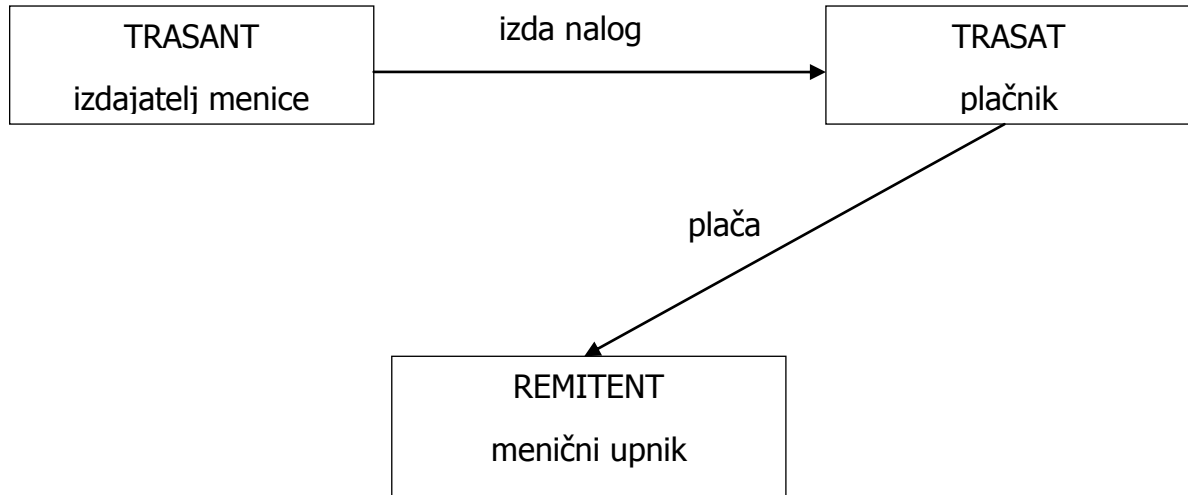 TRASANT
izdajatelj menice
izda nalog
TRASAT
plačnik
plača
REMITENT
menični upnik